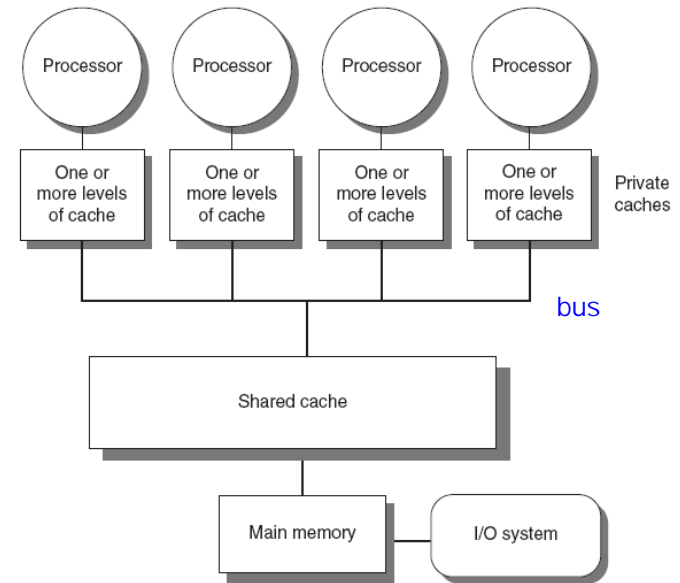 Processor
Processor
Processor
Processor
One or
more levels
of cache
One or
more levels
of cache
One or
more levels
of cache
One or
more levels
of cache
Private
caches
bus
Shared cache
Main memory
I/O system